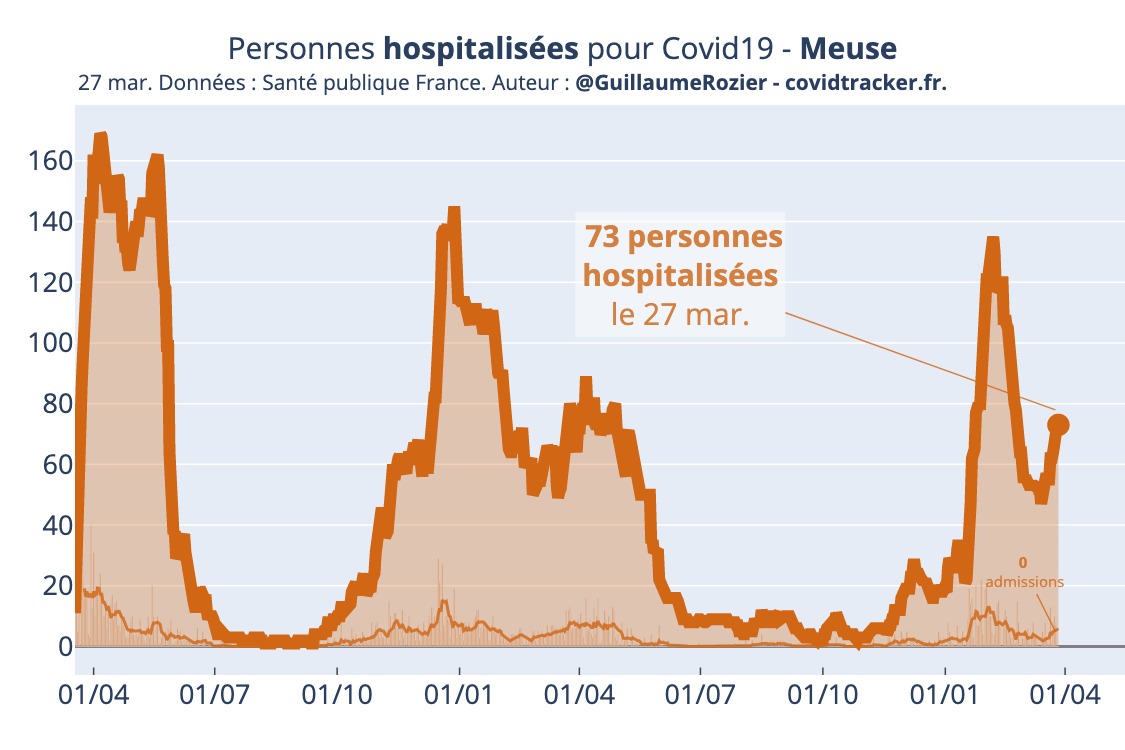 Personnes hospitalisées pour Covid19 - Meuse
27 mar. Données : Santé publique France. Auteur : @GuillaumeRozier - covidtracker.fr.
160
140
120
100
80
60
40
20
0
73 personnes
hospitalisées
le 27 mar.
0
admissions
01/04 01/07 01/10 01/01 01/04 01/07 01/10 01/01 01/04